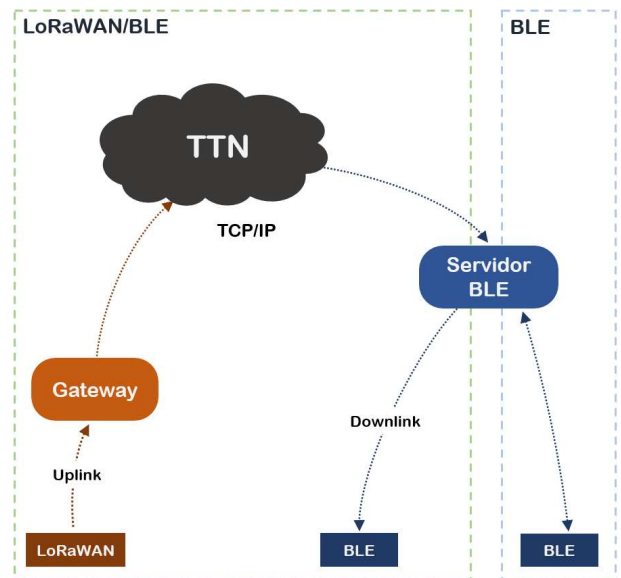 LoRaWAN/BLE
BLE
TTN
TCP/IP
Servidor
BLE
Gateway
Downlink
Uplink
LoRaWAN
BLE
BLE